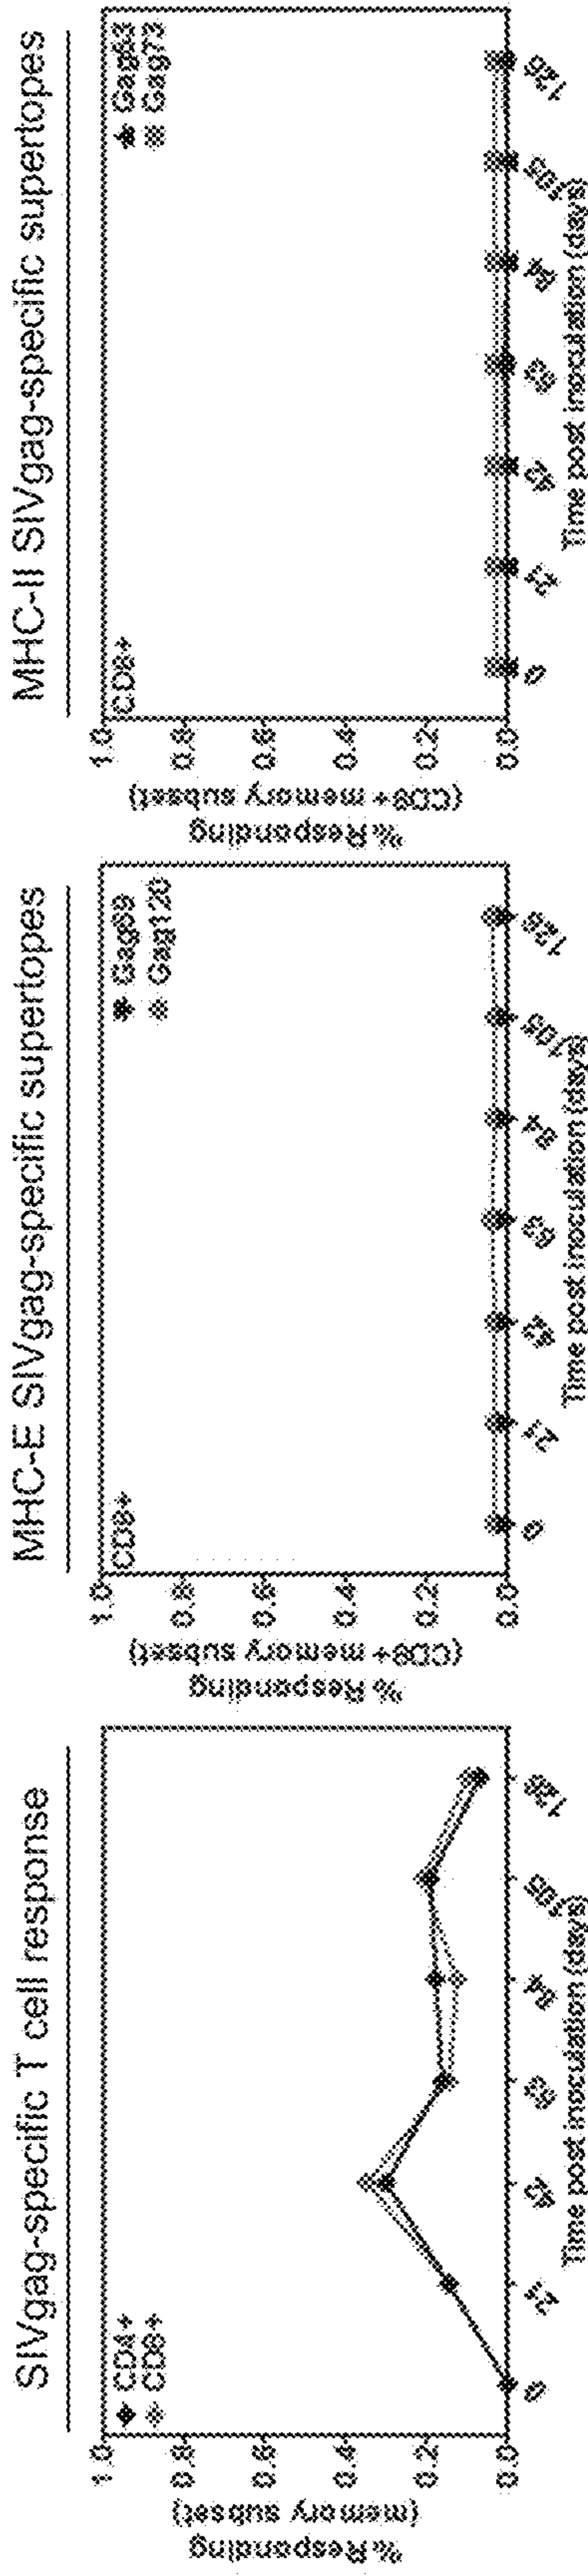 SIVgag-specific T cell response
% Responding
(memory subset)
1.0
0.8
0.6
0.4
0.2
0.0
CD4+
CD8+
0
21
42
63
84
105
126
Time post inoculation (days)
MHC-E SIVgag-specific supertopes
% Responding
(CD8+ memory subset)
1.0
0.8
0.6
0.4
0.2
0.0
CD8+
Gag69
Gag120
0
21
42
63
84
105
126
Time post inoculation (days)
MHC-II SIVgag-specific supertopes
% Responding
(CD8+ memory subset)
1.0
0.8
0.6
0.4
0.2
0.0
CD8+
Gag53
Gag73
0
21
42
63
84
105
126
Time post inoculation (days)